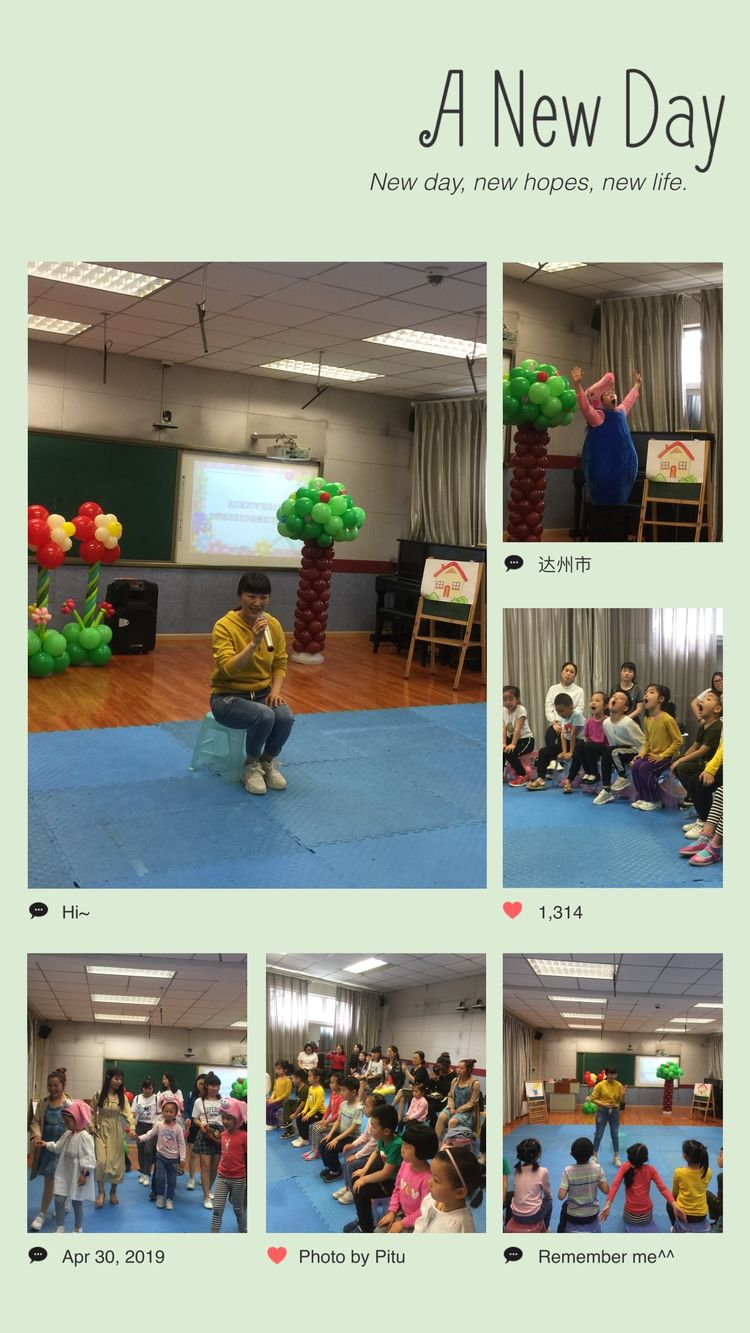 A New Day
New day, new hopes, new life.
达州市
Hi~
1,314
Apr 30, 2019
Photo by Pitu
Remember me^^